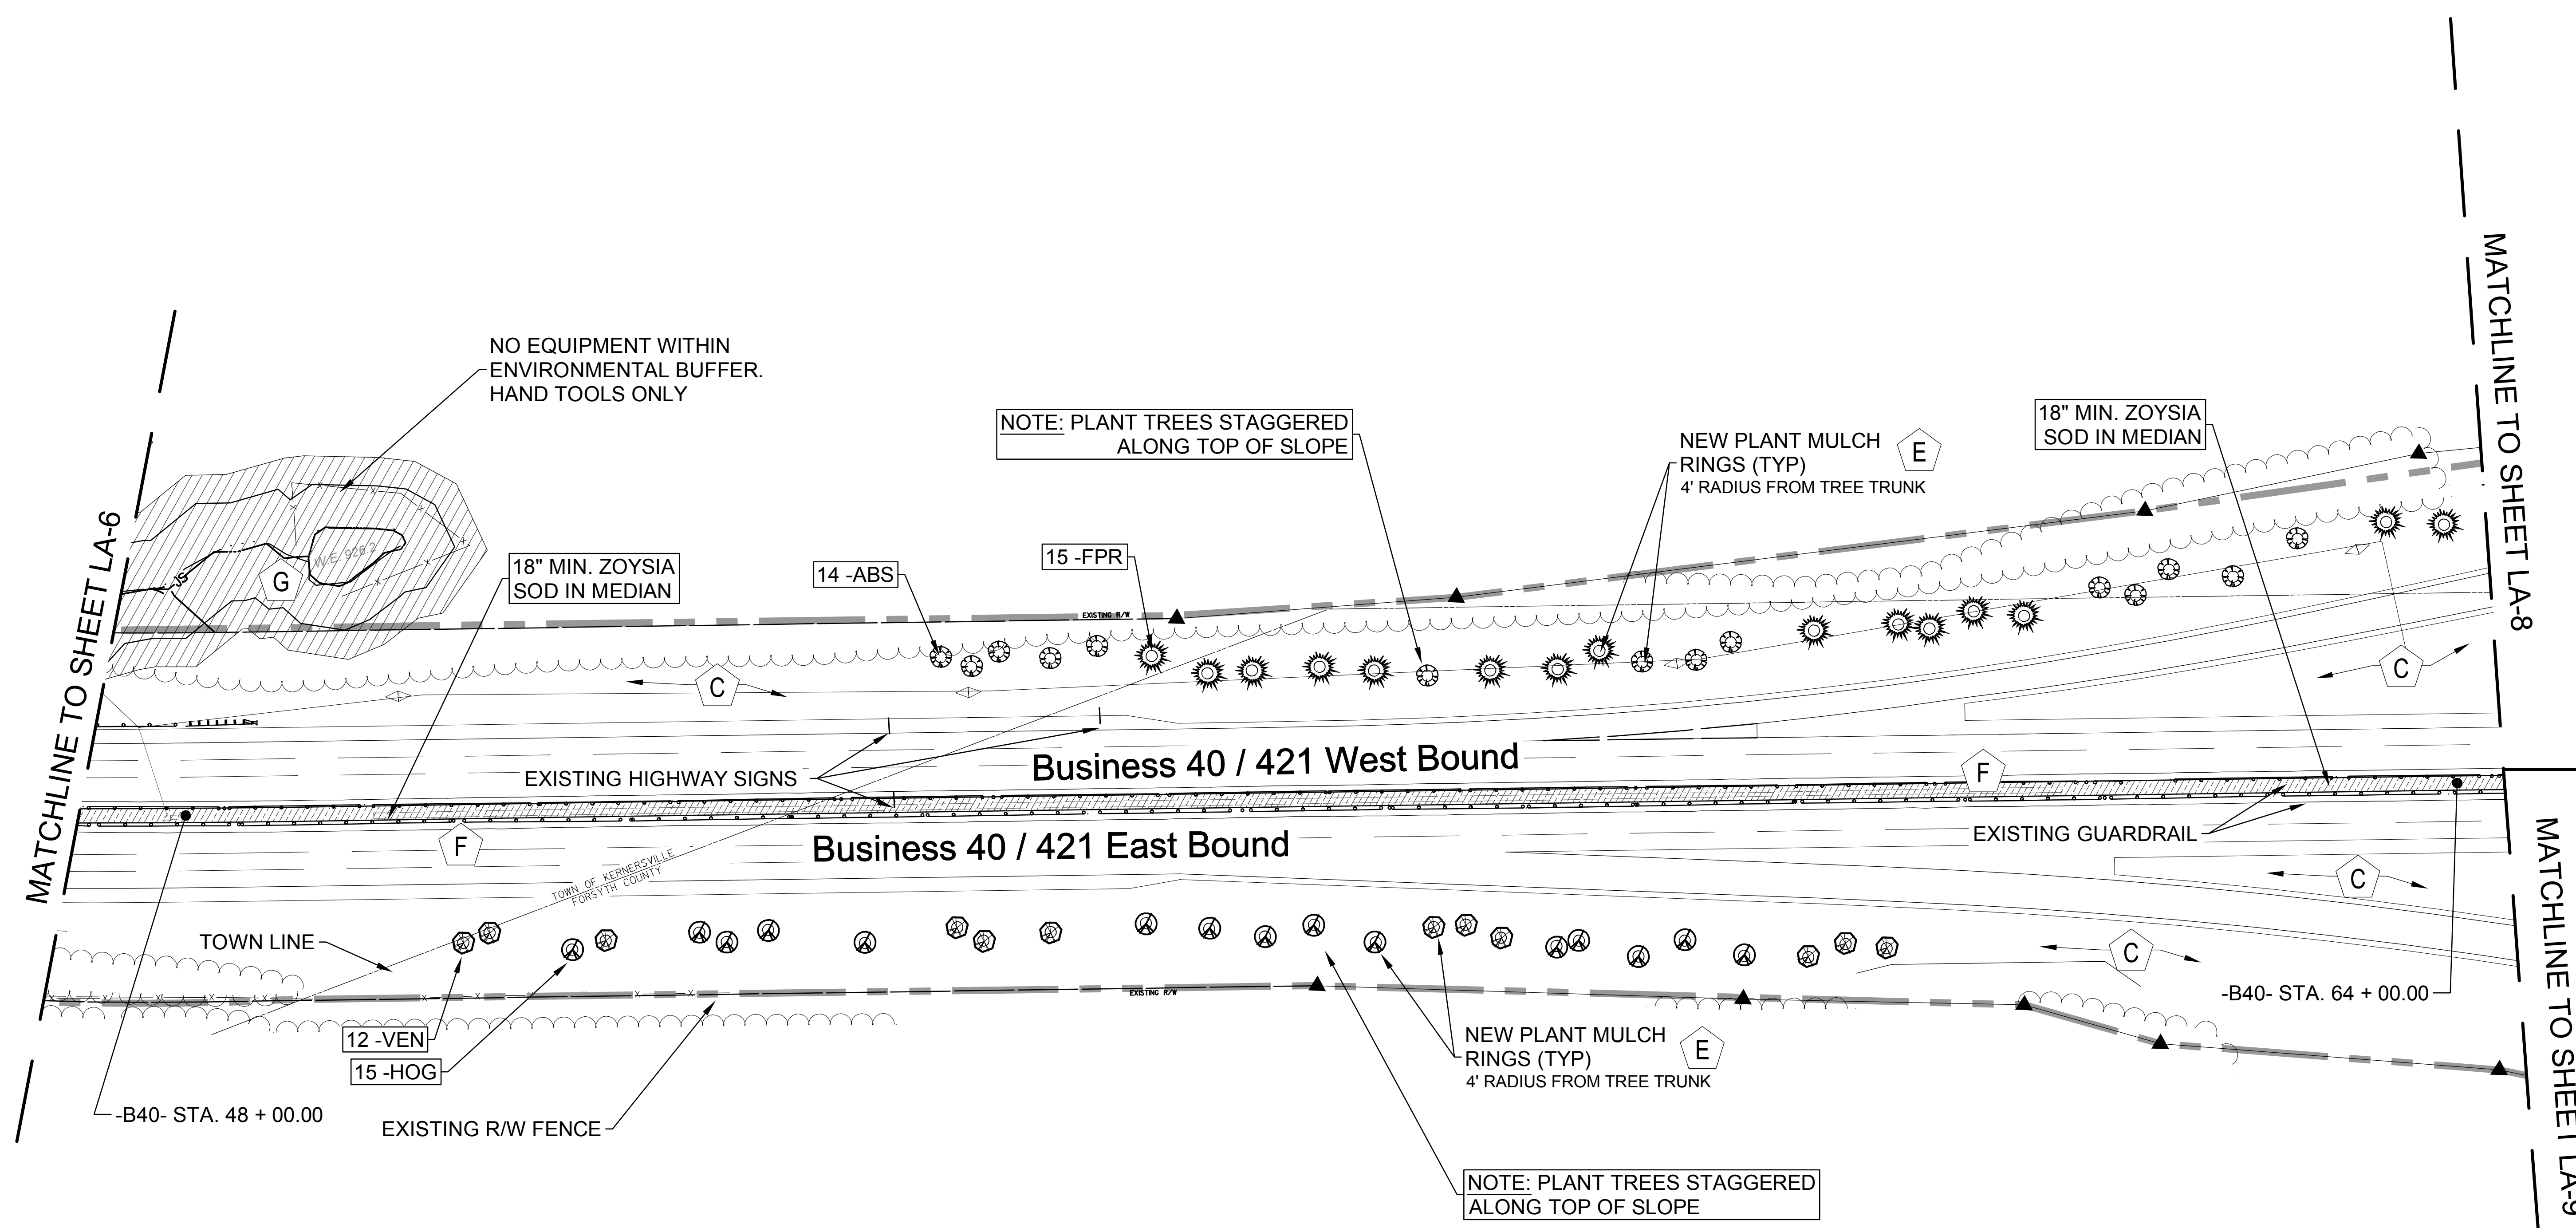 MATCHLINE TO SHEET LA-6
MATCHLINE TO SHEET LA-8
MATCHLINE TO SHEET LA-9
NO EQUIPMENT WITHIN
ENVIRONMENTAL BUFFER.
HAND TOOLS ONLY
W.E. 926.2
JS
G
18" MIN. ZOYSIA
SOD IN MEDIAN
14 -ABS
15 -FPR
NOTE: PLANT TREES STAGGERED
ALONG TOP OF SLOPE
NEW PLANT MULCH
RINGS (TYP)
4' RADIUS FROM TREE TRUNK
E
18" MIN. ZOYSIA
SOD IN MEDIAN
EXISTING R/W
C
C
EXISTING HIGHWAY SIGNS
Business 40 / 421 West Bound
F
F
Business 40 / 421 East Bound
EXISTING GUARDRAIL
C
TOWN OF KERNERSVILLE
FORSYTH COUNTY
TOWN LINE
C
EXISTING R/W
12 -VEN
15 -HOG
-B40- STA. 48 + 00.00
EXISTING R/W FENCE
NEW PLANT MULCH
RINGS (TYP)
4' RADIUS FROM TREE TRUNK
E
-B40- STA. 64 + 00.00
NOTE: PLANT TREES STAGGERED
ALONG TOP OF SLOPE